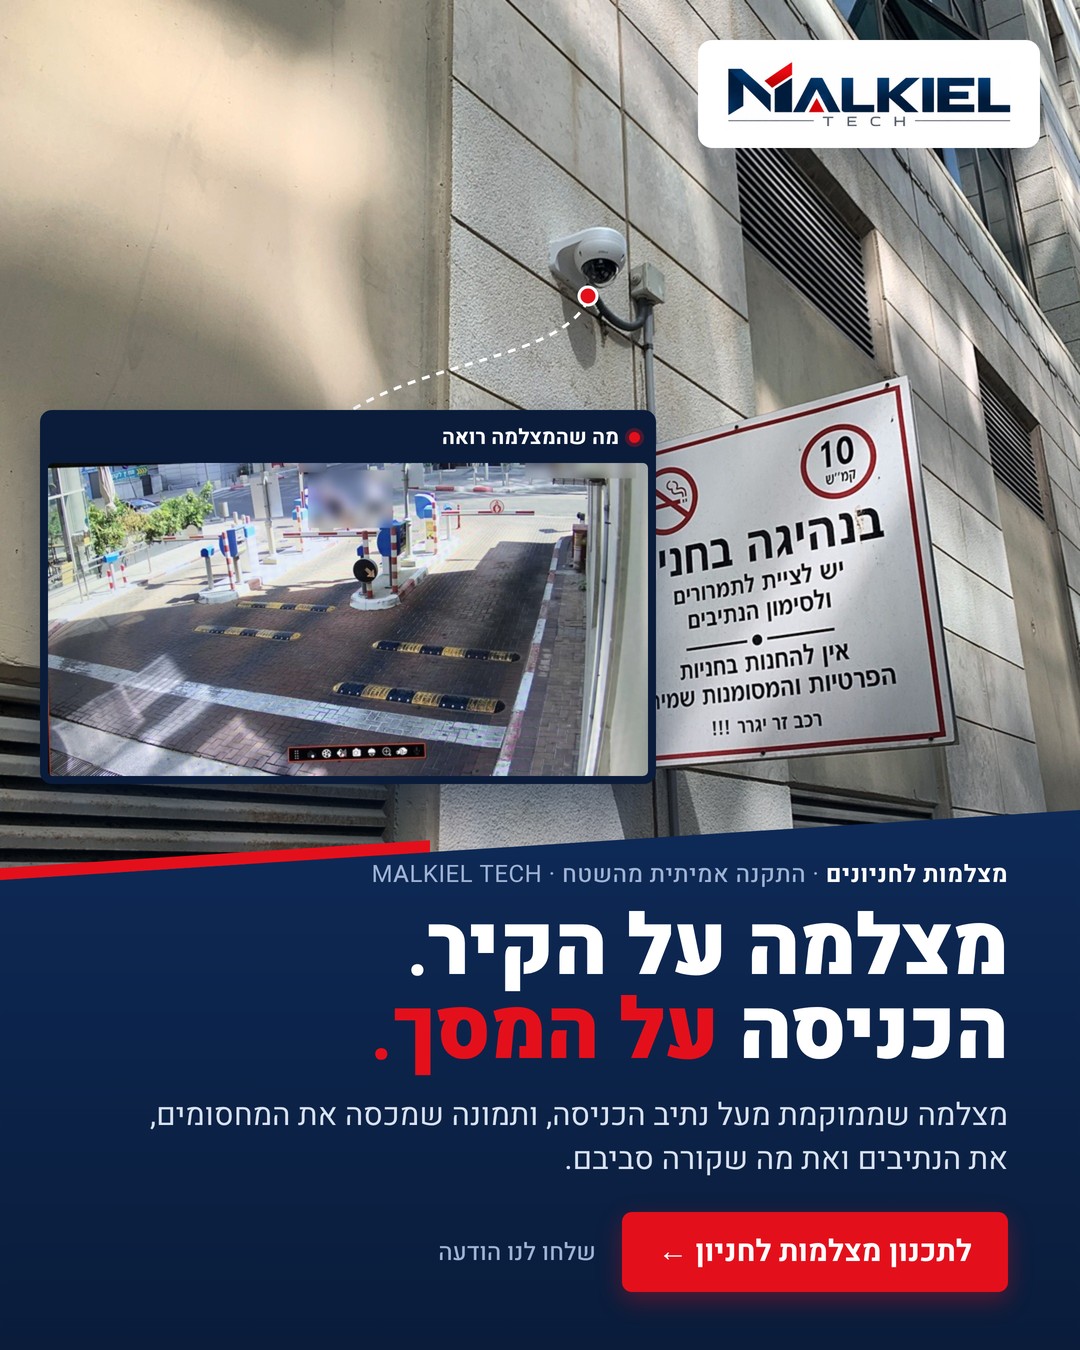 MALKIEL
TECH
מה שהמצלמה רואה
10
קמ״ש
בנהיגה
יש לציית לתמרורים
ולסימון הנתיבים
אין להחנות בחניות
הפרטיות והמסומנות
רכב זר יגרר !!!
מצלמות לחניונים · התקנה אמיתית מהשטח · MALKIEL TECH
מצלמה על הקיר.
הכניסה על המסך.
מצלמה שממוקמת מעל נתיב הכניסה, ותמונה שמכסה את המחסומים,
את הנתיבים ואת מה שקורה סביבם.
לתכנון מצלמות לחניון ←
שלחו לנו הודעה